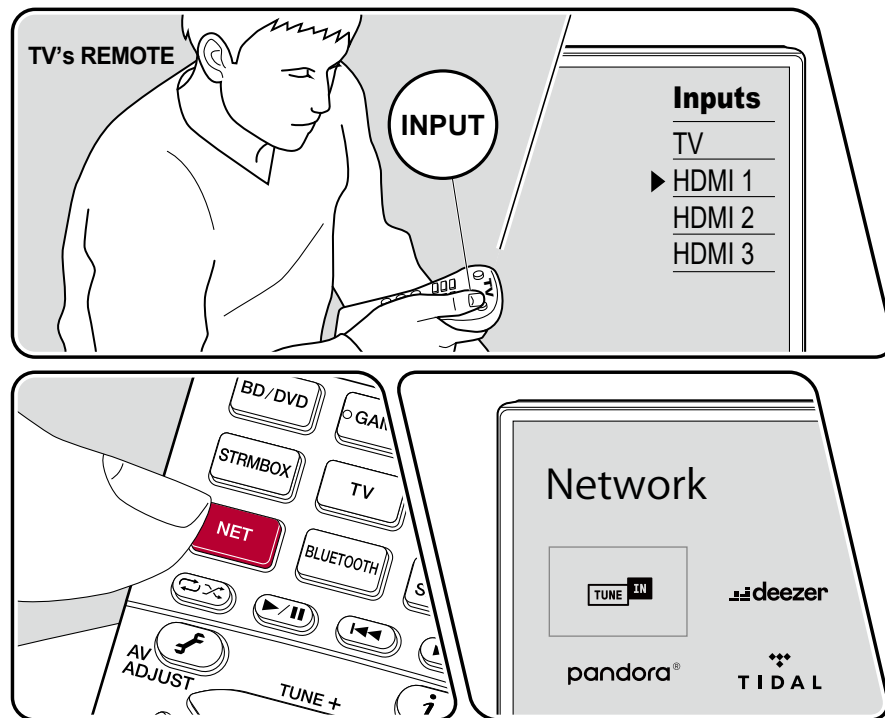 TV's REMOTE
INPUT
TV
Inputs
TV
HDMI 1
HDMI 2
HDMI 3
BD/DVD
STRMBOX
TV
NET
BLUETOOTH
AV
ADJUST
TUNE +
i
Network
TUNE IN
deezer
pandora®
TIDAL